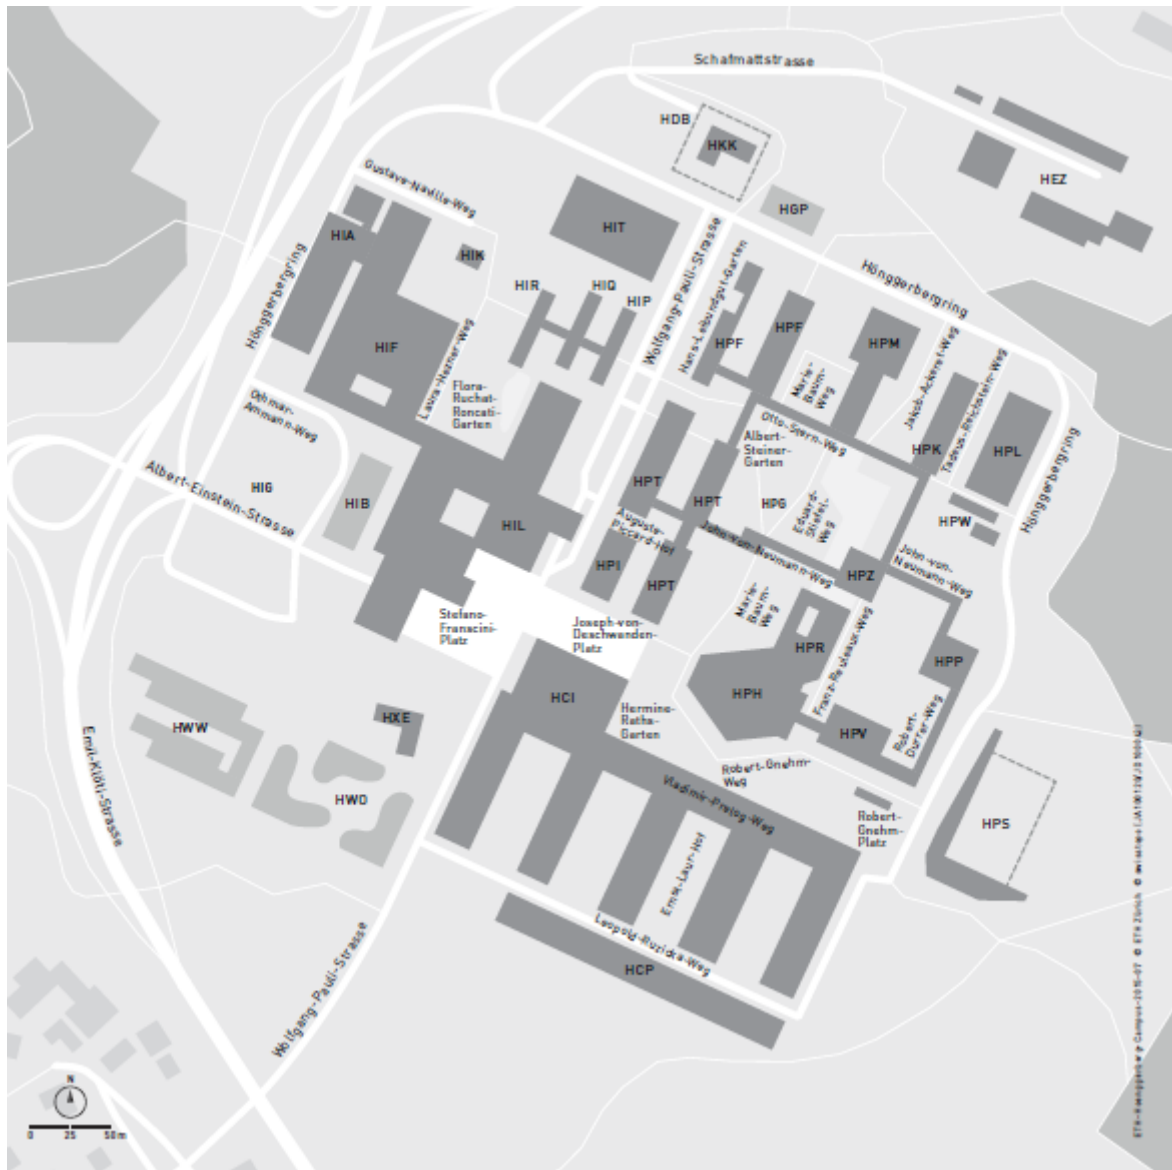 Schafmattstrasse
HDB
HKK
HEZ
Gustave-Naville-Weg
HGP
HIA
HIT
HIK
Hönggerbergring
Wolfgang-Pauli-Strasse
Hans-Leibundgut-Garten
Hönggerbergring
HIR
HIQ
HIP
HIF
Laura-Hezner-Weg
HPF
HPF
HPM
Jakob-Ackeret-Weg
Tadeus-Reichstein-Weg
Marie-
Baum-
Weg
Flora-
Ruchat-
Roncati-
Garten
Othmar-
Ammann-Weg
Otto-Stern-Weg
Albert-
Steiner-
Garten
HPK
HPL
Hönggerbergring
Albert-Einstein-Strasse
HIG
HIB
HIL
HPT
HPT
HPG
Eduard-
Stiefel-
Weg
HPW
Auguste-
Piccard-Hof
John-von-Neumann-Weg
John-von-
Neumann-Weg
HPI
HPT
HPZ
Marie-
Baum-
Weg
Stefano-
Franscini-
Platz
Joseph-von-
Deschwanden-
Platz
HPR
Franz-Reuleaux-Weg
HPP
HCI
HPH
Hermine-
Raths-
Garten
HXE
HWW
HPV
Robert-
Durrer-Weg
Emil-Klöti-Strasse
Robert-Gnehm-
Weg
HWO
Vladimir-Prelog-Weg
Robert-
Gnehm-
Platz
HPS
Emil-Laur-Hof
Leopold-Ruzicka-Weg
HCP
Wolfgang-Pauli-Strasse
N
0 25 50m